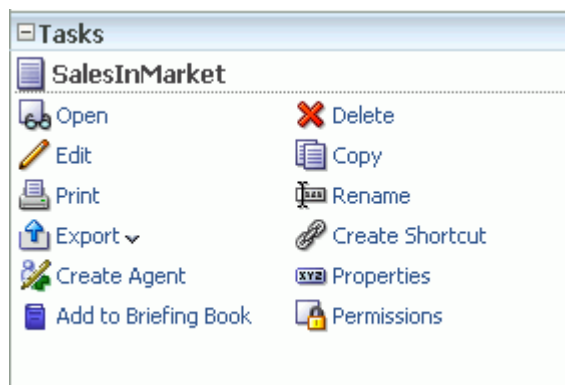 Tasks
SalesInMarket
Open Delete
Edit Copy
Print Rename
Export Create Shortcut
Create Agent Properties
Add to Briefing Book Permissions